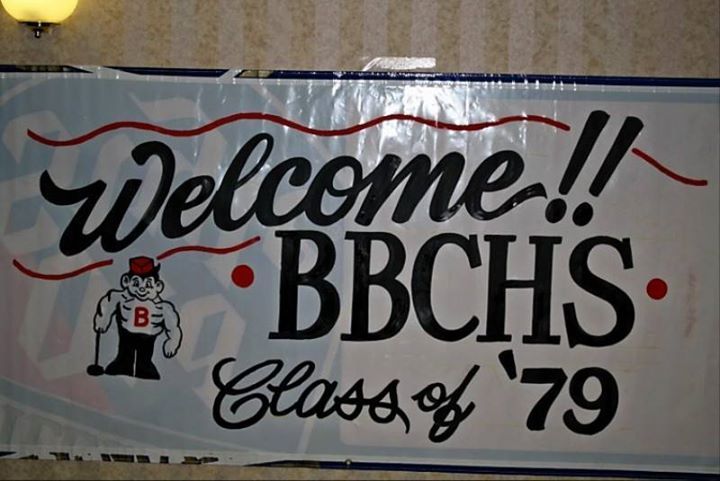 Welcome!!
• BBCHS •
B
Class of '79